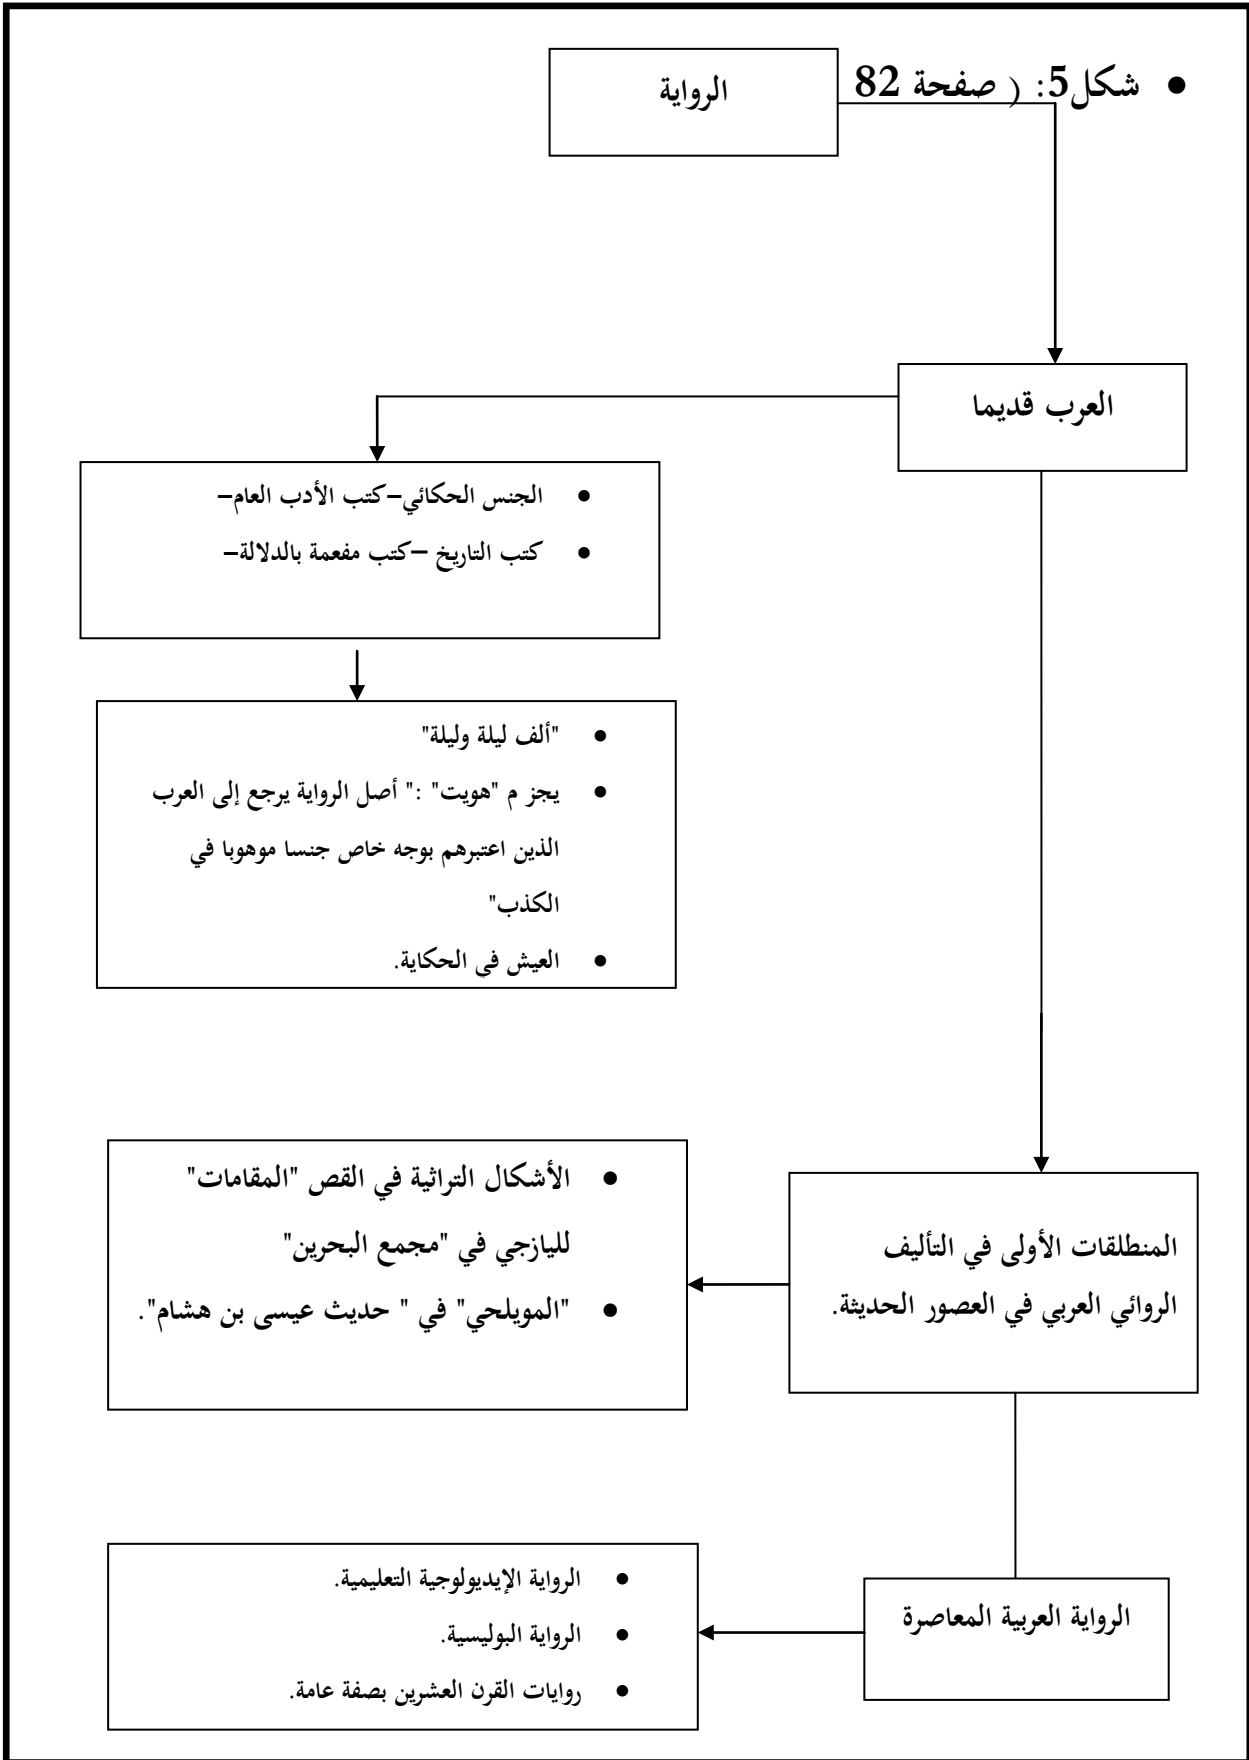 • شكل5: ( صفحة 82
الرواية
العرب قديما
• الجنس الحكائي–كتب الأدب العام–
• كتب التاريخ –كتب مفعمة بالدلالة–
• "ألف ليلة وليلة"
• يجز م "هويت" :" أصل الرواية يرجع إلى العرب
الذين اعتبرهم بوجه خاص جنسا موهوبا في
الكذب"
• العيش في الحكاية.
المنطلقات الأولى في التأليف
الروائي العربي في العصور الحديثة.
• الأشكال التراثية في القص "المقامات"
لليازجي في "مجمع البحرين"
• "المويلحي" في " حديث عيسى بن هشام".
الرواية العربية المعاصرة
• الرواية الإيديولوجية التعليمية.
• الرواية البوليسية.
• روايات القرن العشرين بصفة عامة.